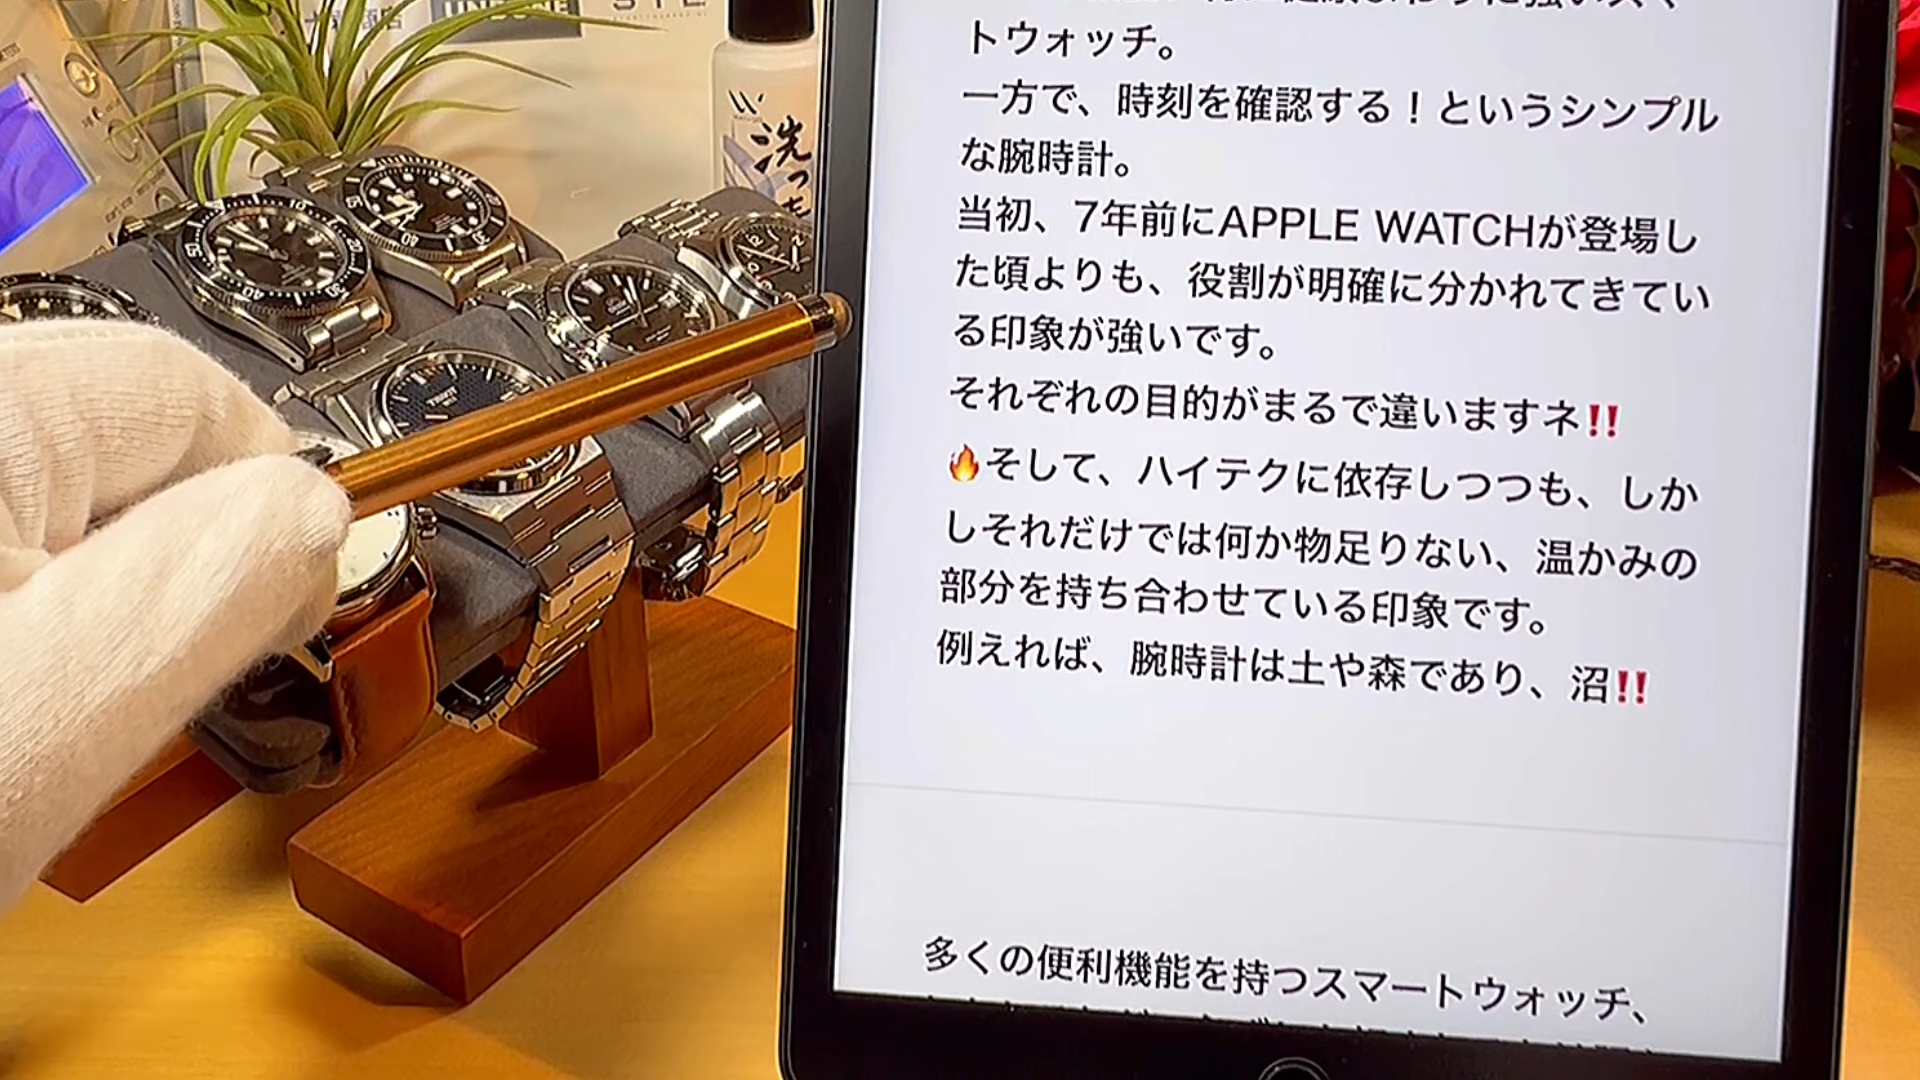 トウォッチ。
一方で、時刻を確認する！というシンプル
な腕時計。
当初、7年前にAPPLE WATCHが登場し
た頃よりも、役割が明確に分かれてきてい
る印象が強いです。
それぞれの目的がまるで違いますネ‼️
🔥そして、ハイテクに依存しつつも、しか
しそれだけでは何か物足りない、温かみの
部分を持ち合わせている印象です。
例えれば、腕時計は土や森であり、沼‼️
多くの便利機能を持つスマートウォッチ、
洗っち
TISSOT